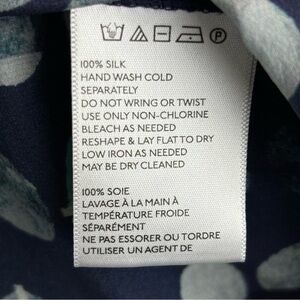 100% SILK
HAND WASH COLD
SEPARATELY
DO NOT WRING OR TWIST
USE ONLY NON-CHLORINE
BLEACH AS NEEDED
RESHAPE & LAY FLAT TO DRY
LOW IRON AS NEEDED
MAY BE DRY CLEANED
100% SOIE
LAVAGE À LA MAIN À
TEMPÉRATURE FROIDE
SÉPARÉMENT
NE PAS ESSORER OU TORDRE
UTILISER UN AGENT DE